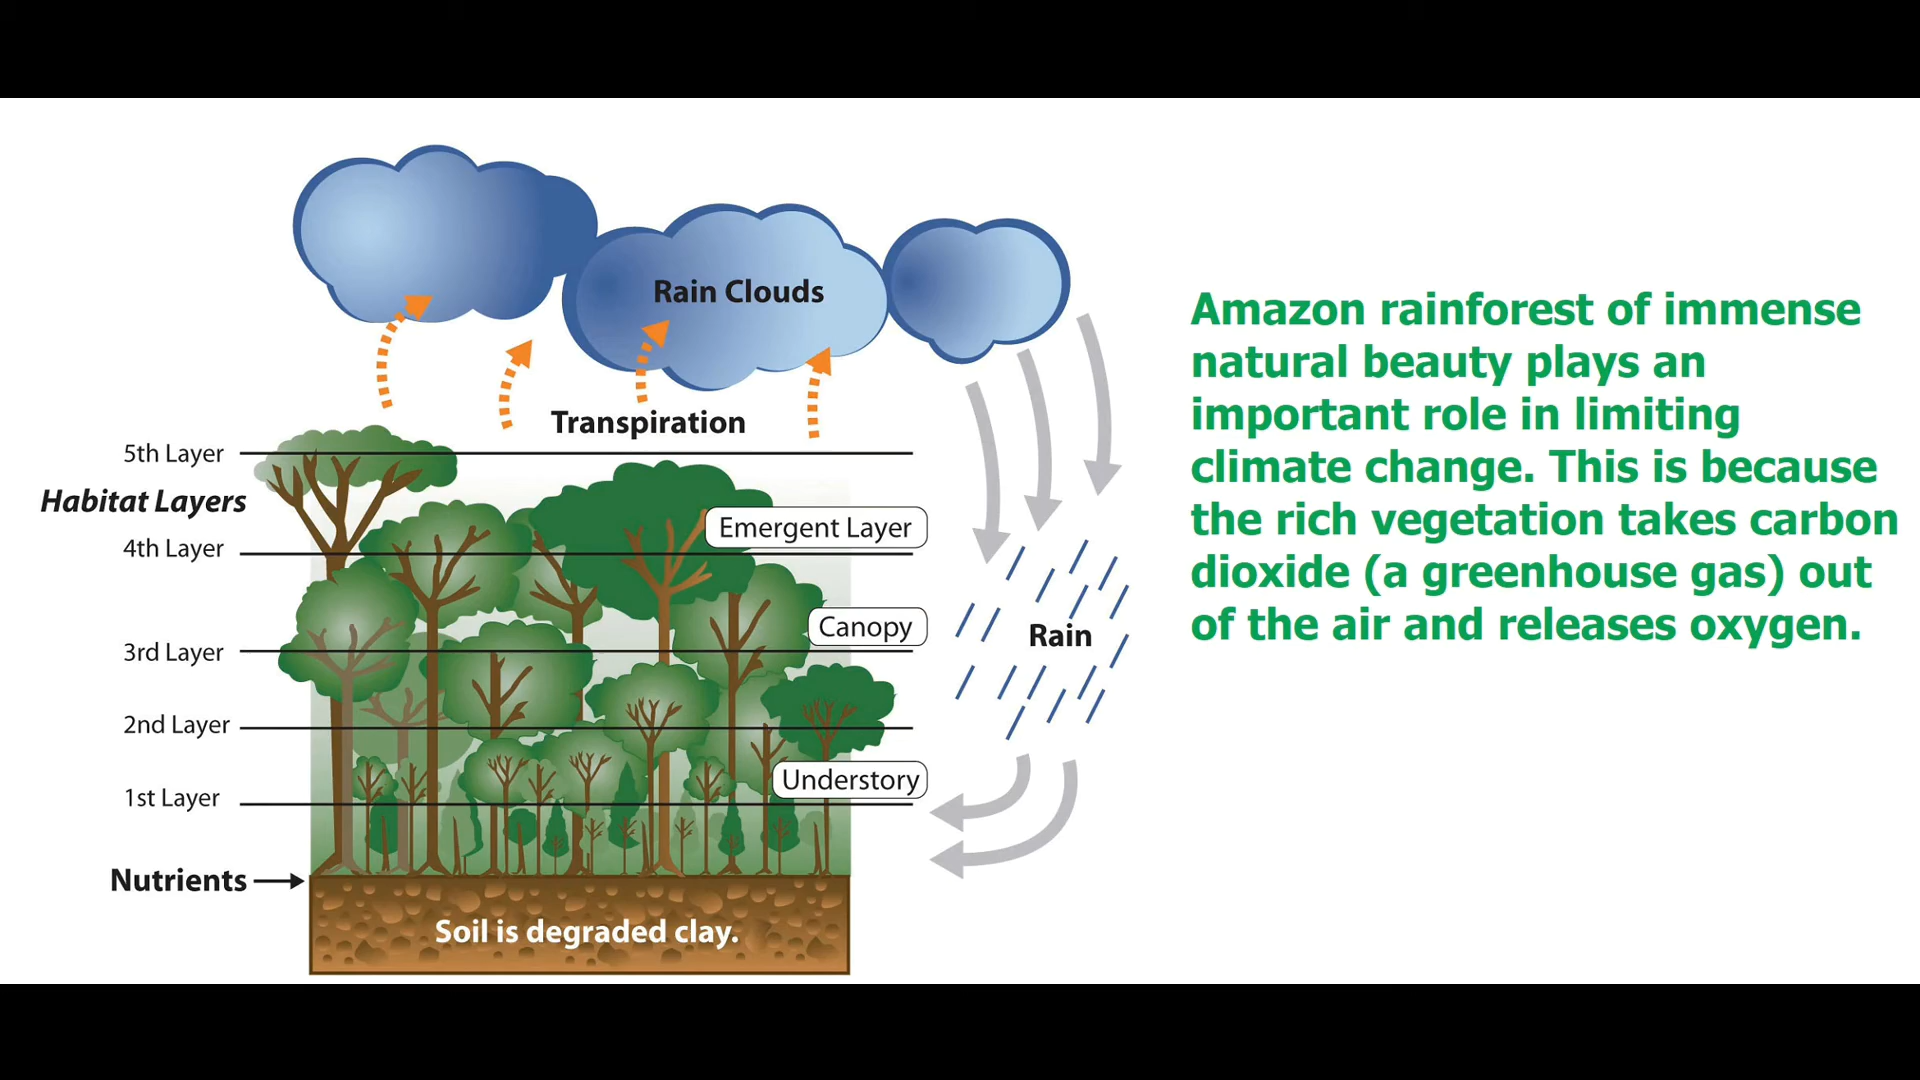 Rain Clouds
Transpiration
5th Layer
Habitat Layers
Emergent Layer
4th Layer
Canopy
Rain
3rd Layer
2nd Layer
Understory
1st Layer
Nutrients
Soil is degraded clay.
Amazon rainforest of immense
natural beauty plays an
important role in limiting
climate change. This is because
the rich vegetation takes carbon
dioxide (a greenhouse gas) out
of the air and releases oxygen.